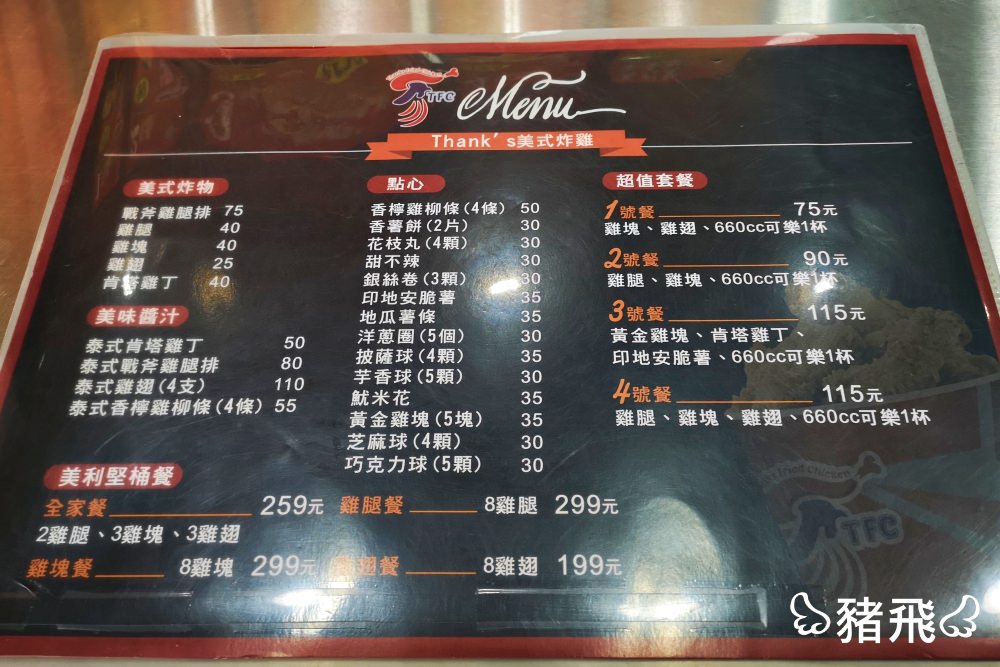 TFC Menu
Thank's美式炸雞
美式炸物
戰斧雞腿排 75
雞腿 40
雞塊 40
雞翅 25
肯塔雞丁 40
美味醬汁
泰式肯塔雞丁 50
泰式戰斧雞腿排 80
泰式雞翅(4支) 110
泰式香檸雞柳條(4條) 55
點心
香檸雞柳條(4條) 50
香薯餅(2片) 30
花枝丸(4顆) 30
甜不辣 30
銀絲卷(3顆) 30
印地安脆薯 35
地瓜薯條 35
洋蔥圈(5個) 30
披薩球(4顆) 35
芋香球(5顆) 30
魷米花 35
黃金雞塊(5塊) 35
芝麻球(4顆) 30
巧克力球(5顆) 30
超值套餐
1號餐 75元
雞塊、雞翅、660cc可樂1杯
2號餐 90元
雞腿、雞塊、660cc可樂1杯
3號餐 115元
黃金雞塊、肯塔雞丁、
印地安脆薯、660cc可樂1杯
4號餐 115元
雞腿、雞塊、雞翅、660cc可樂1杯
美利堅桶餐
全家餐 259元
2雞腿、3雞塊、3雞翅
雞腿餐 8雞腿 299元
雞塊餐 8雞塊 299元
翅餐 8雞翅 199元
Fried Chicken
TFC
豬飛